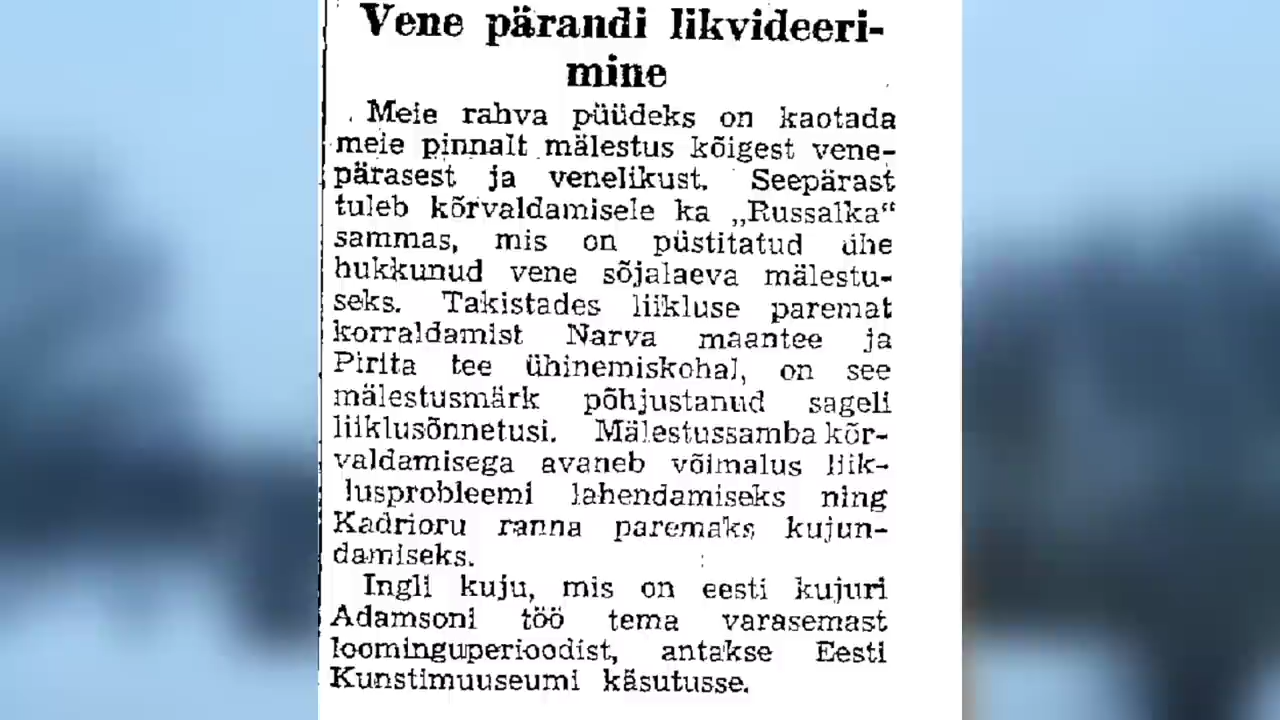 Vene pärandi likvideeri-
mine
Meie rahva püüdeks on kaotada
meie pinnalt mälestus kõigest vene-
pärasest ja venelikust. Seepärast
tuleb kõrvaldamisele ka „Russalka“
sammas, mis on püstitatud ühe
hukkunud vene sõjalaeva mälestu-
seks. Takistades liikluse paremat
korraldamist Narva maantee ja
Pirita tee ühinemiskohal, on see
mälestusmärk põhjustanud sageli
liiklusõnnetusi. Mälestussamba kõr-
valdamisega avaneb võimalus liik-
lusprobleemi lahendamiseks ning
Kadrioru ranna paremaks kujun-
damiseks.
Ingli kuju, mis on eesti kujuri
Adamsoni töö tema varasemast
loominguperioodist, antakse Eesti
Kunstimuuseumi käsutusse.